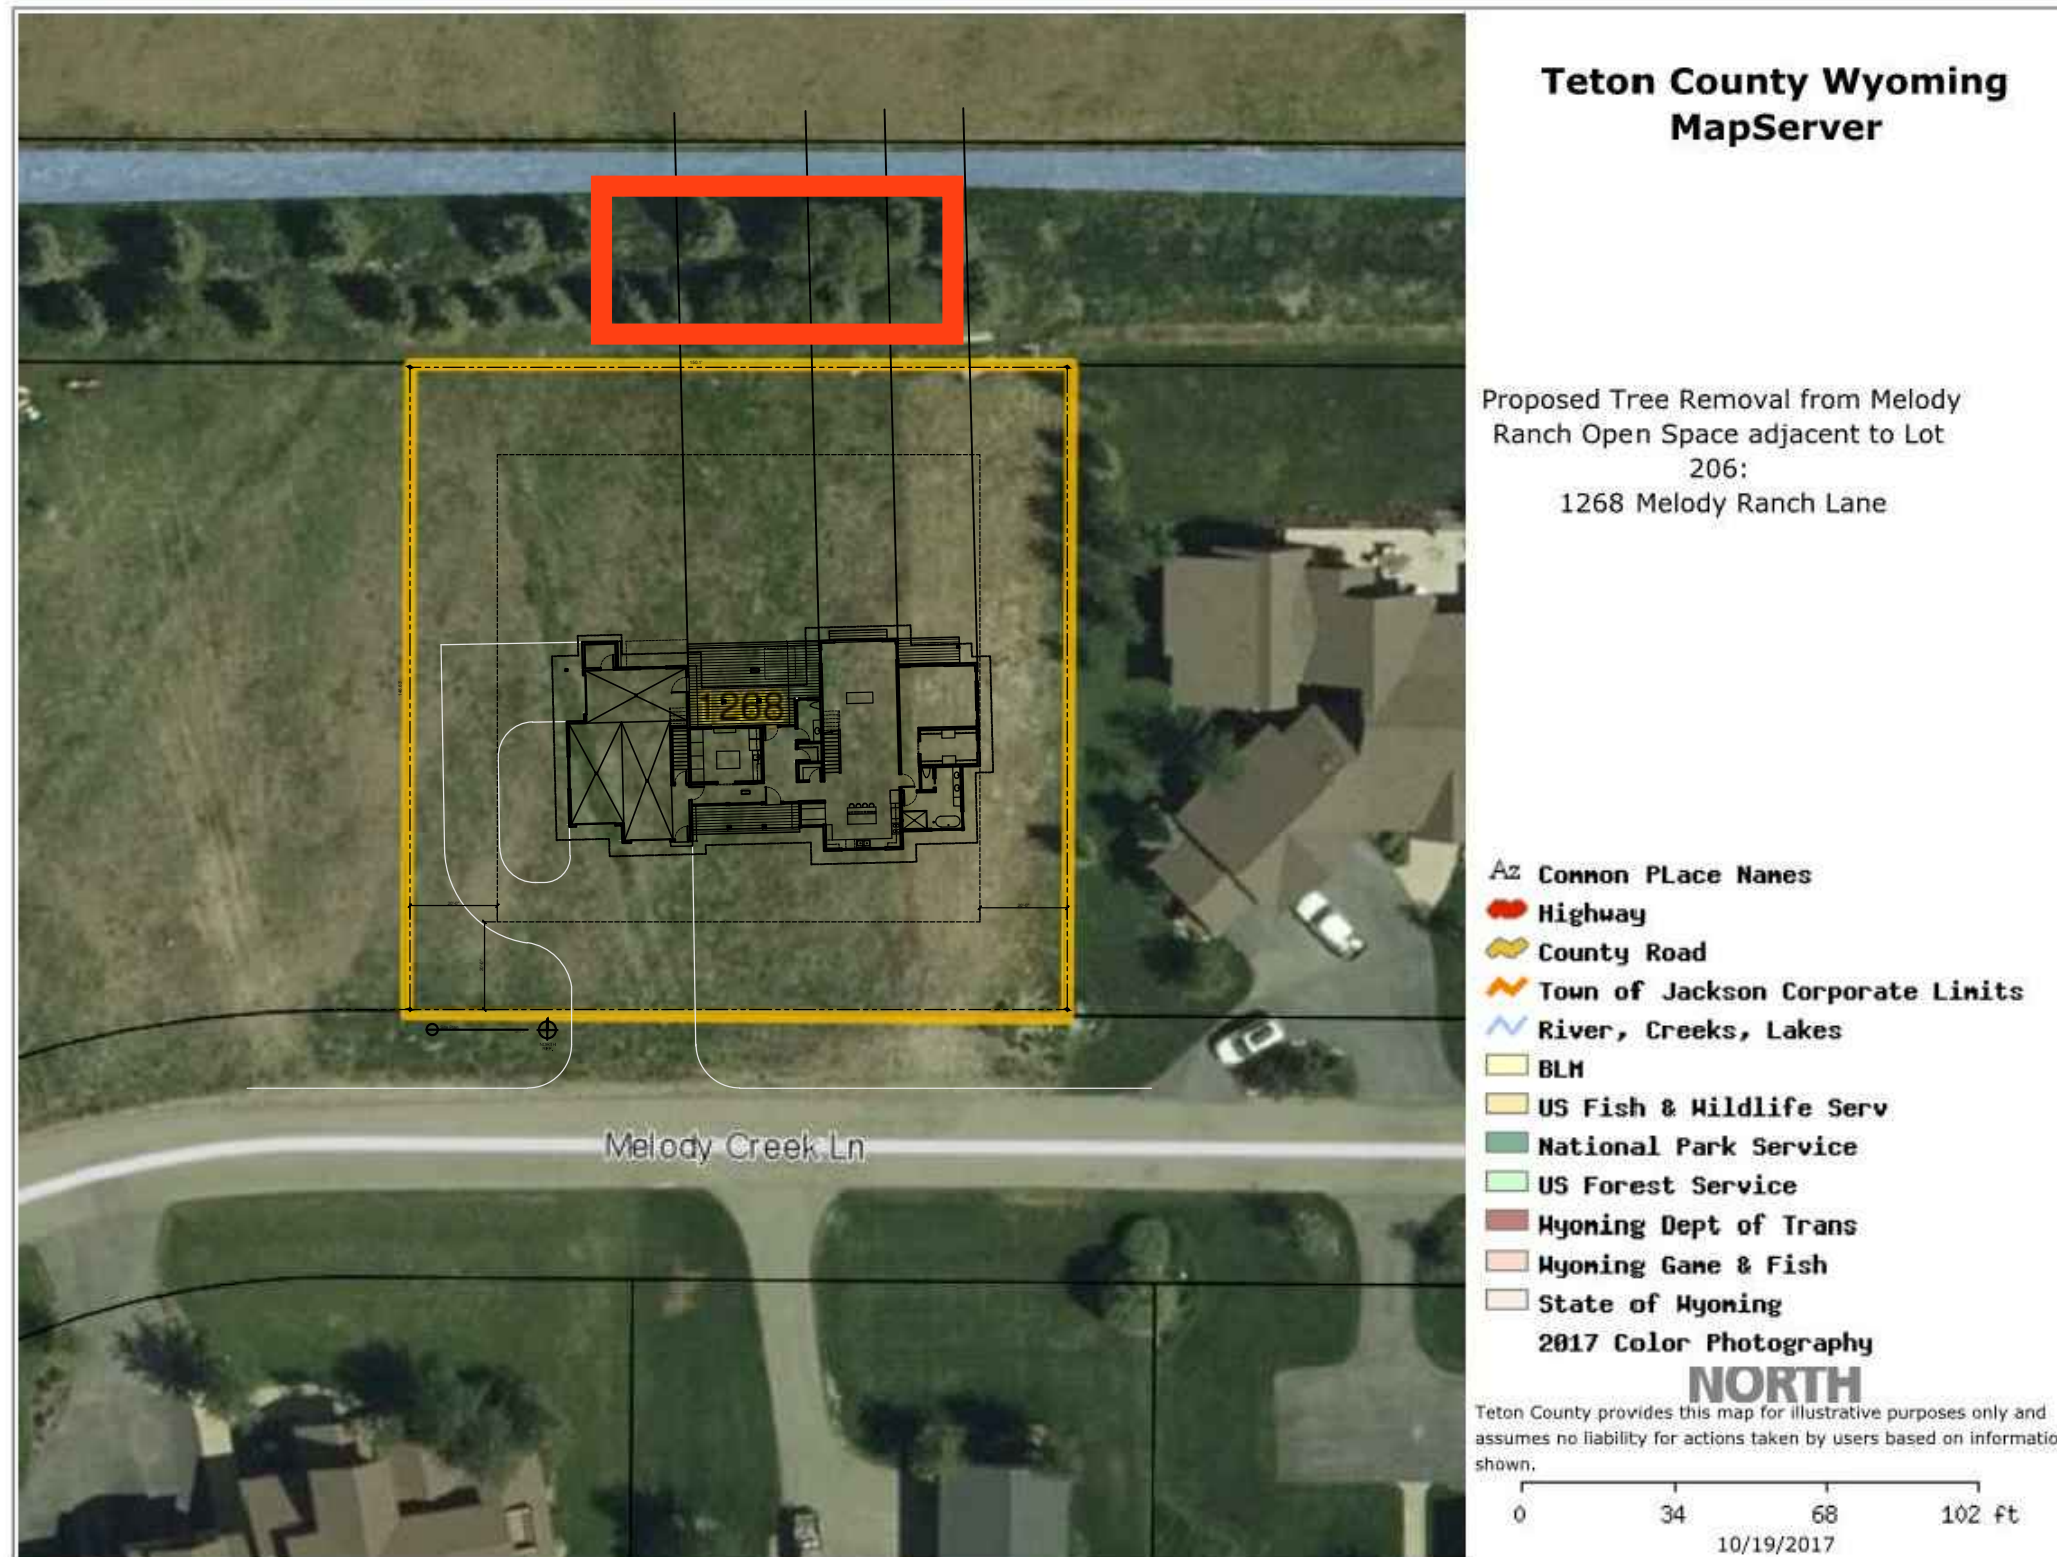 Teton County Wyoming
MapServer
Proposed Tree Removal from Melody
Ranch Open Space adjacent to Lot
206:
1268 Melody Ranch Lane
1268
Melody Creek Ln
Az Common PLace Names
Highway
County Road
Town of Jackson Corporate Limits
River, Creeks, Lakes
BLM
US Fish & Wildlife Serv
National Park Service
US Forest Service
Wyoming Dept of Trans
Wyoming Game & Fish
State of Wyoming
2017 Color Photography
NORTH
Teton County provides this map for illustrative purposes only and
assumes no liability for actions taken by users based on informatio
shown.
0 34 68 102 ft
10/19/2017